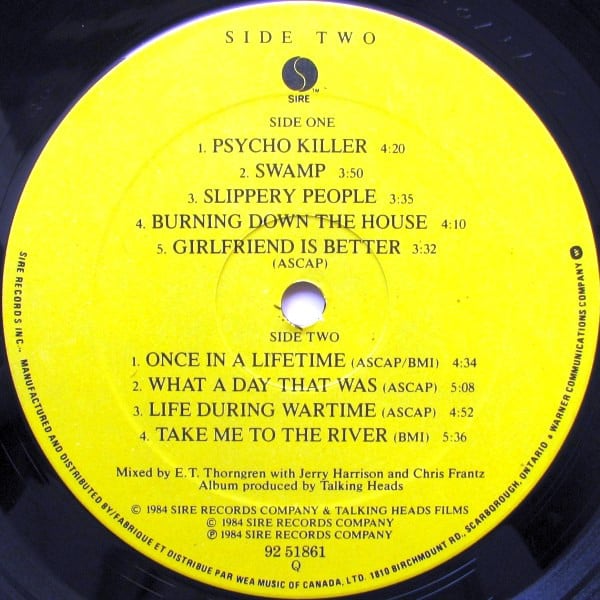 SIDE TWO
SIRE™
SIDE ONE
1. PSYCHO KILLER 4:20
2. SWAMP 3:50
3. SLIPPERY PEOPLE 3:35
4. BURNING DOWN THE HOUSE 4:10
5. GIRLFRIEND IS BETTER 3:32
(ASCAP)
SIDE TWO
1. ONCE IN A LIFETIME (ASCAP/BMI) 4:34
2. WHAT A DAY THAT WAS (ASCAP) 5:08
3. LIFE DURING WARTIME (ASCAP) 4:52
4. TAKE ME TO THE RIVER (BMI) 5:36
Mixed by E.T. Thorngren with Jerry Harrison and Chris Frantz
Album produced by Talking Heads
© 1984 SIRE RECORDS COMPANY & TALKING HEADS FILMS
© 1984 SIRE RECORDS COMPANY
℗ 1984 SIRE RECORDS COMPANY
92 51861
Q
SIRE RECORDS INC. • MANUFACTURED AND DISTRIBUTED BY/FABRIQUE ET DISTRIBUE PAR WEA MUSIC OF CANADA, LTD. 1810 BIRCHMOUNT RD., SCARBOROUGH, ONTARIO • WARNER COMMUNICATIONS COMPANY